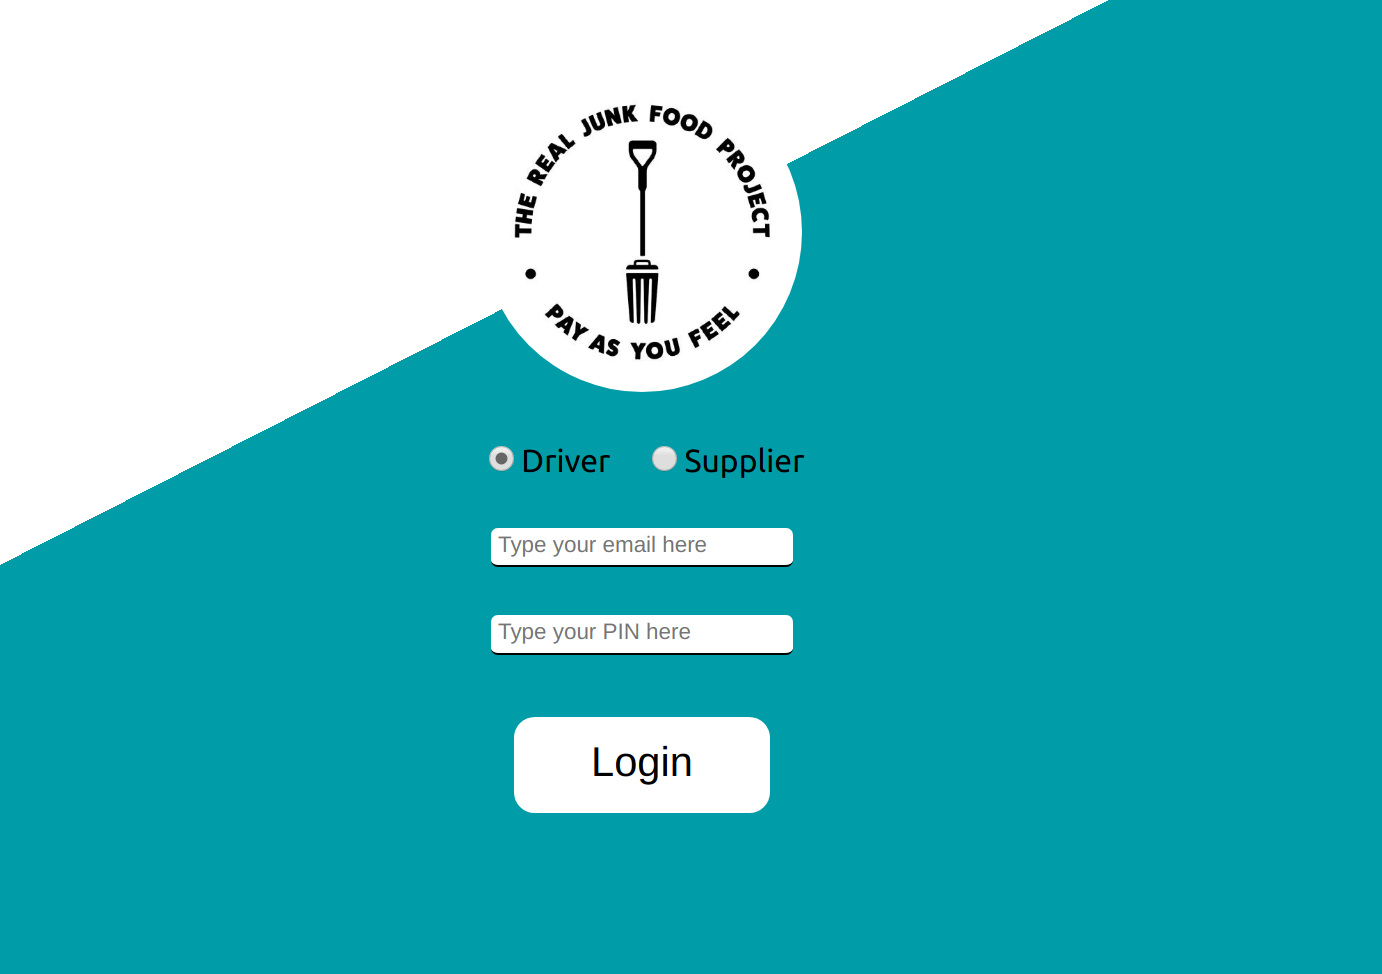 THE REAL JUNK FOOD PROJECT
• PAY AS YOU FEEL •
Driver Supplier
Type your email here
Type your PIN here
Login